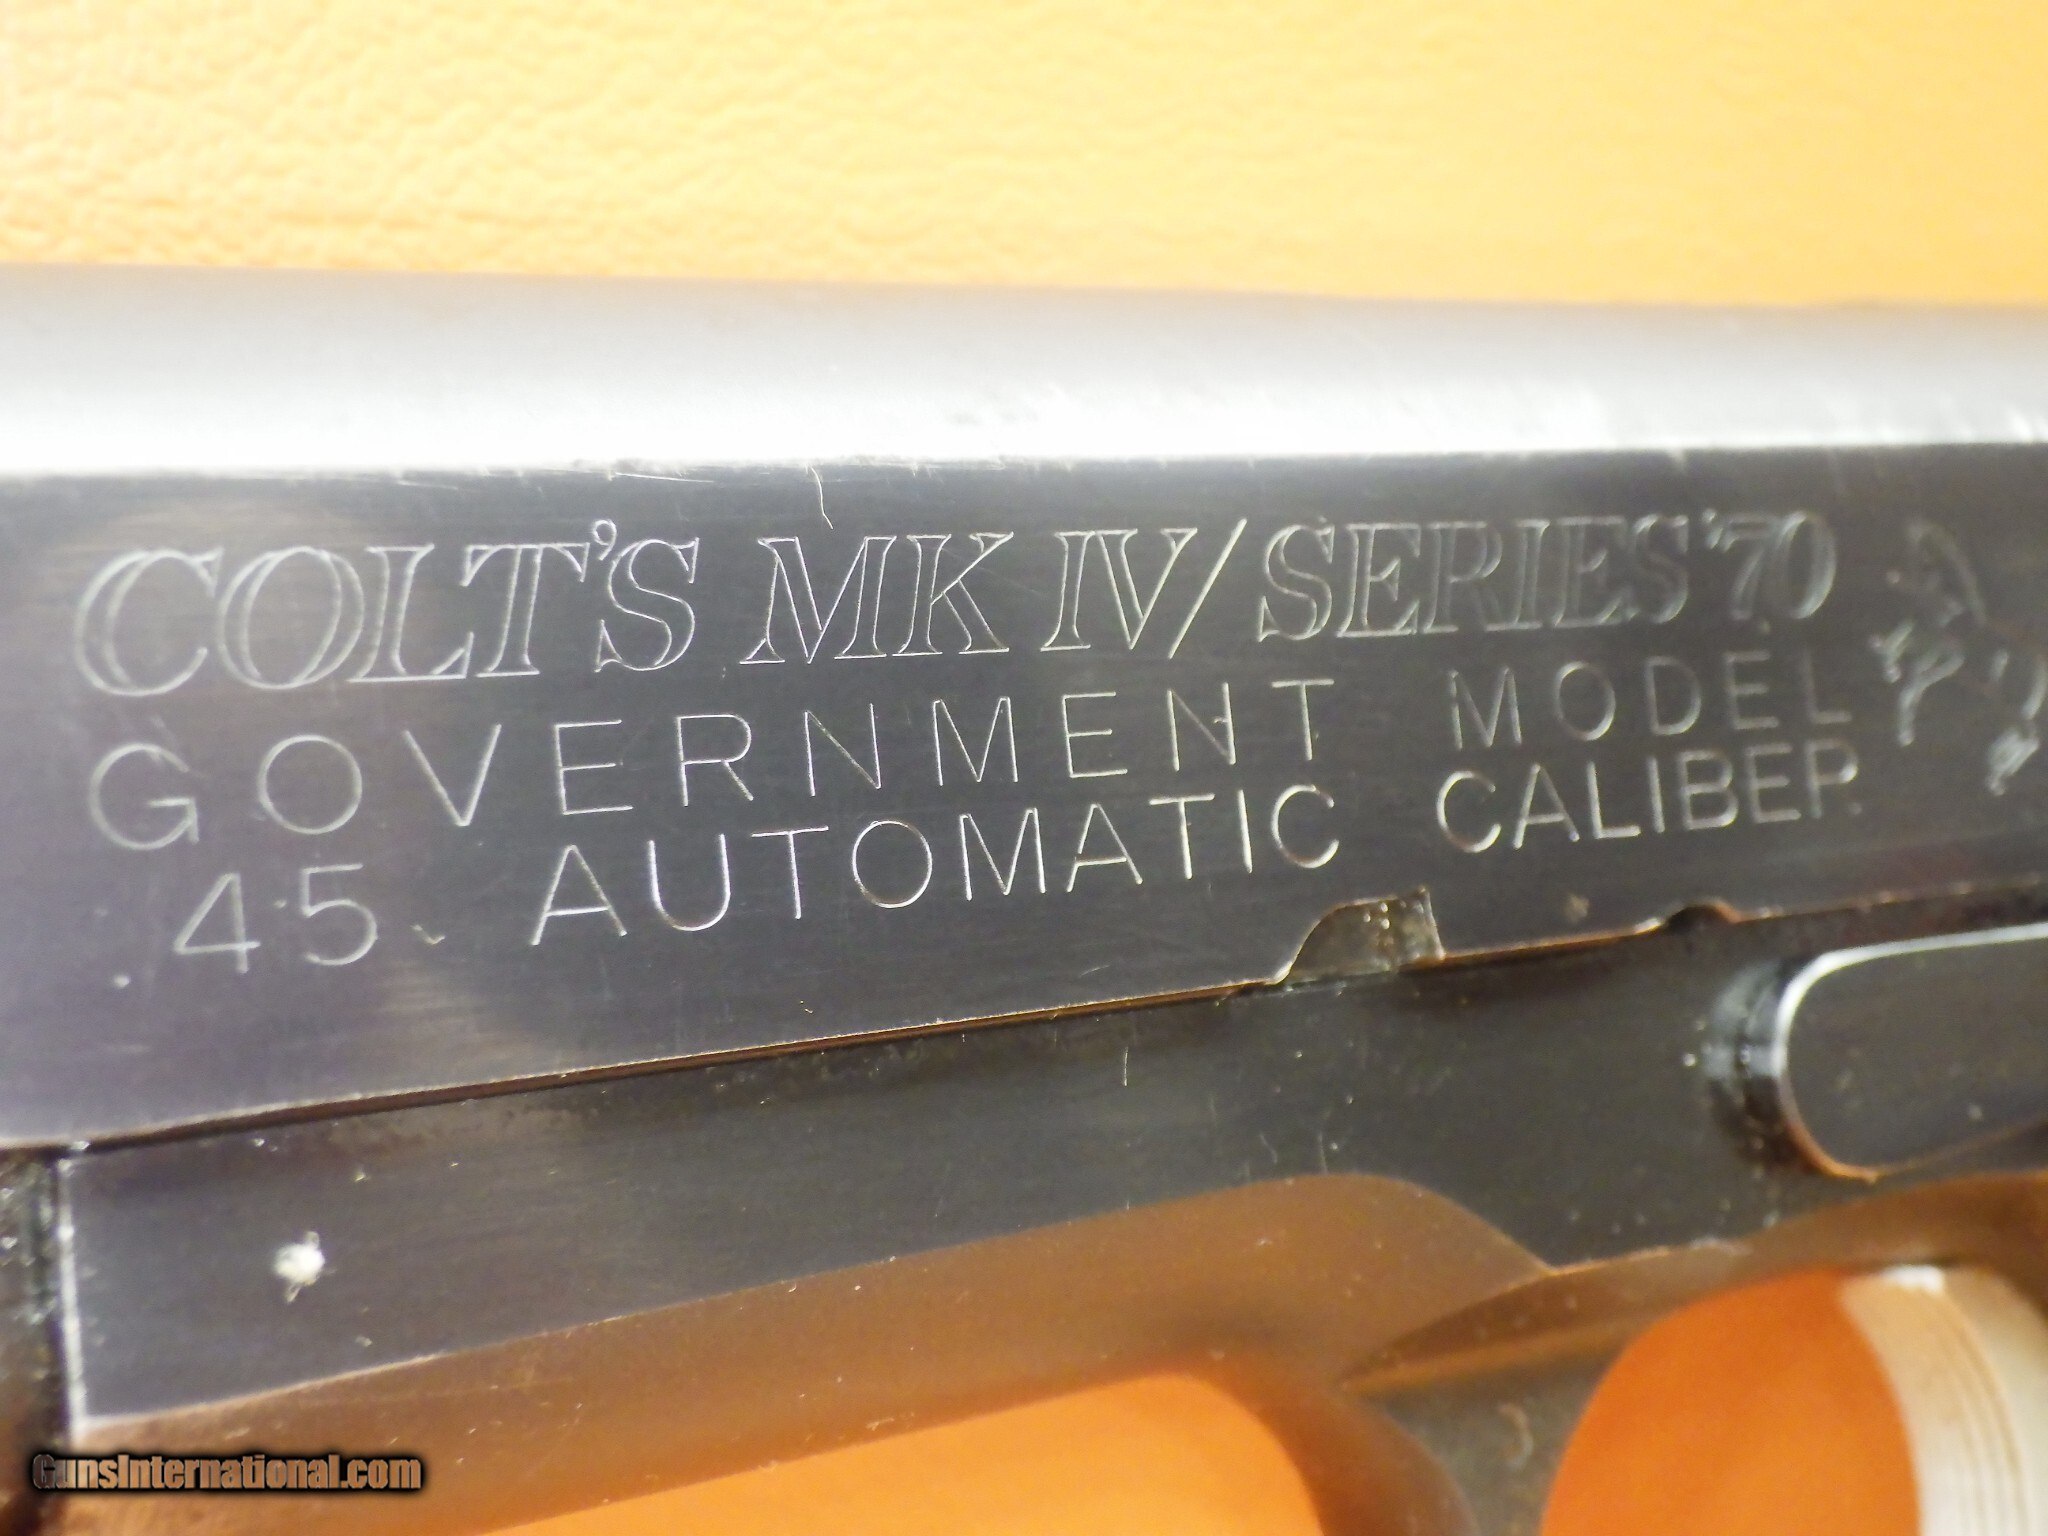 COLT'S MK IV / SERIES '70
GOVERNMENT MODEL
45 AUTOMATIC CALIBER
GunsInternational.com